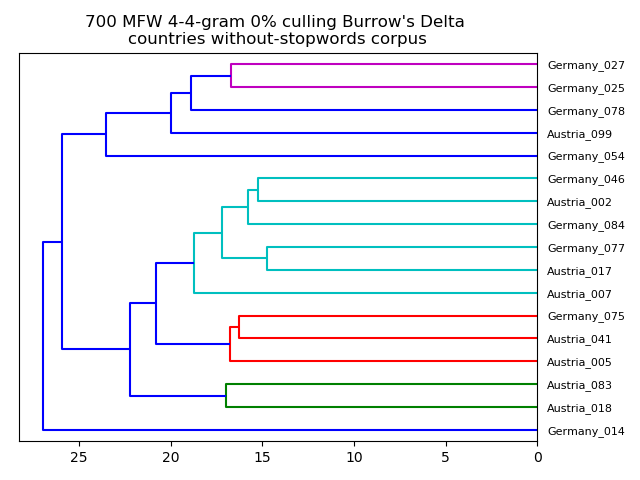 700 MFW 4-4-gram 0% culling Burrow's Delta
countries without-stopwords corpus
Germany_027
Germany_025
Germany_078
Austria_099
Germany_054
Germany_046
Austria_002
Germany_084
Germany_077
Austria_017
Austria_007
Germany_075
Austria_041
Austria_005
Austria_083
Austria_018
Germany_014
25 20 15 10 5 0